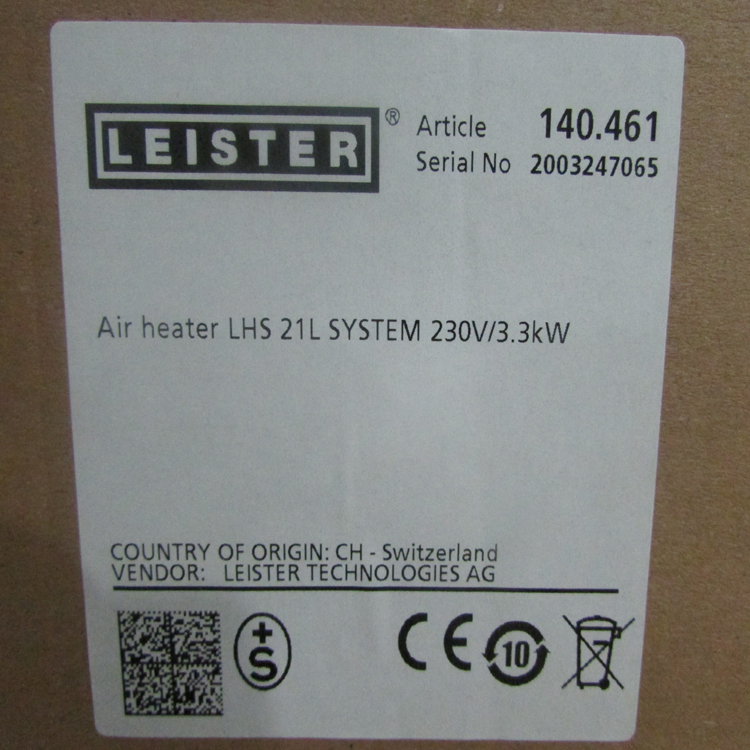 LEISTER®
Article 140.461
Serial No 2003247065
Air heater LHS 21L SYSTEM 230V/3.3kW
COUNTRY OF ORIGIN: CH - Switzerland
VENDOR: LEISTER TECHNOLOGIES AG
+S
CE
10